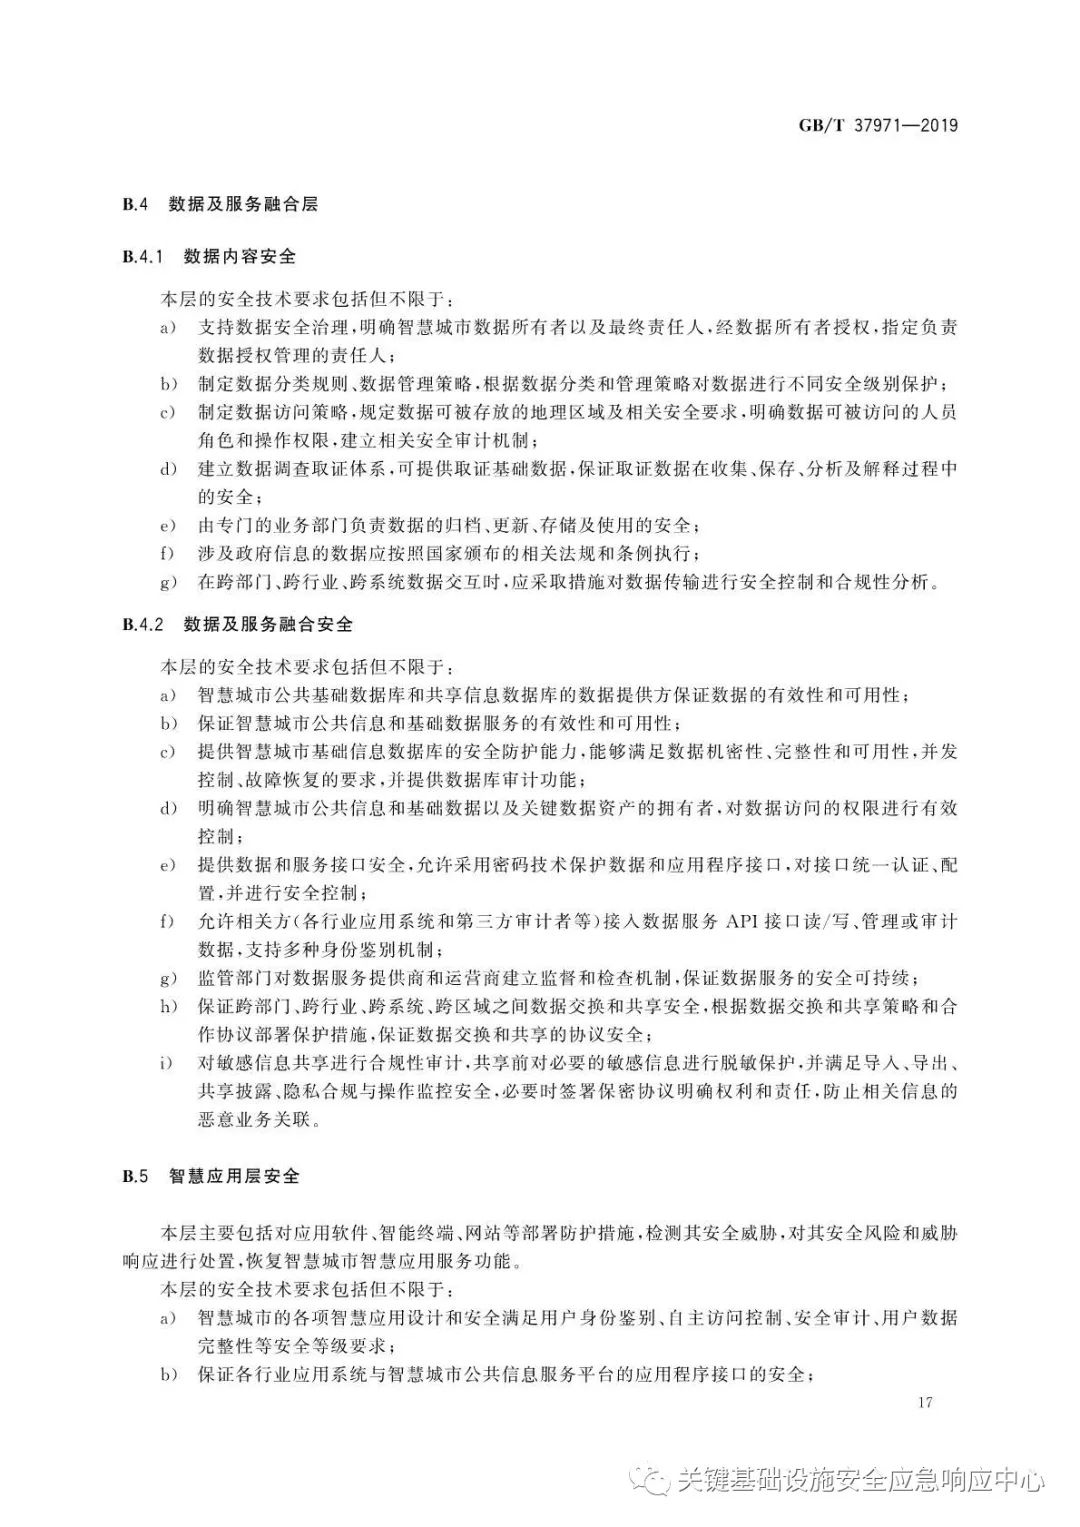 GB/T 37971—2019
B.4 数据及服务融合层
B.4.1 数据内容安全
本层的安全技术要求包括但不限于:
a) 支持数据安全治理,明确智慧城市数据所有者以及最终责任人,经数据所有者授权,指定负责
数据授权管理的责任人;
b) 制定数据分类规则、数据管理策略,根据数据分类和管理策略对数据进行不同安全级别保护;
c) 制定数据访问策略,规定数据可被存放的地理区域及相关安全要求,明确数据可被访问的人员
角色和操作权限,建立相关安全审计机制;
d) 建立数据调查取证体系,可提供取证基础数据,保证取证数据在收集、保存、分析及解释过程中
的安全;
e) 由专门的业务部门负责数据的归档、更新、存储及使用的安全;
f) 涉及政府信息的数据应按照国家颁布的相关法规和条例执行;
g) 在跨部门、跨行业、跨系统数据交互时,应采取措施对数据传输进行安全控制和合规性分析。
B.4.2 数据及服务融合安全
本层的安全技术要求包括但不限于:
a) 智慧城市公共基础数据库和共享信息数据库的数据提供方保证数据的有效性和可用性;
b) 保证智慧城市公共信息和基础数据服务的有效性和可用性;
c) 提供智慧城市基础信息数据库的安全防护能力,能够满足数据机密性、完整性和可用性,并发
控制、故障恢复的要求,并提供数据库审计功能;
d) 明确智慧城市公共信息和基础数据以及关键数据资产的拥有者,对数据访问的权限进行有效
控制;
e) 提供数据和服务接口安全,允许采用密码技术保护数据和应用程序接口,对接口统一认证、配
置,并进行安全控制;
f) 允许相关方(各行业应用系统和第三方审计者等)接入数据服务 API 接口读/写、管理或审计
数据,支持多种身份鉴别机制;
g) 监管部门对数据服务提供商和运营商建立监督和检查机制,保证数据服务的安全可持续;
h) 保证跨部门、跨行业、跨系统、跨区域之间数据交换和共享安全,根据数据交换和共享策略和合
作协议部署保护措施,保证数据交换和共享的协议安全;
i) 对敏感信息共享进行合规性审计,共享前对必要的敏感信息进行脱敏保护,并满足导入、导出、
共享披露、隐私合规与操作监控安全,必要时签署保密协议明确权利和责任,防止相关信息的
恶意业务关联。
B.5 智慧应用层安全
本层主要包括对应用软件、智能终端、网站等部署防护措施,检测其安全威胁,对其安全风险和威胁
响应进行处置,恢复智慧城市智慧应用服务功能。
本层的安全技术要求包括但不限于:
a) 智慧城市的各项智慧应用设计和安全满足用户身份鉴别、自主访问控制、安全审计、用户数据
完整性等安全等级要求;
b) 保证各行业应用系统与智慧城市公共信息服务平台的应用程序接口的安全;
17
关键基础设施安全应急响应中心